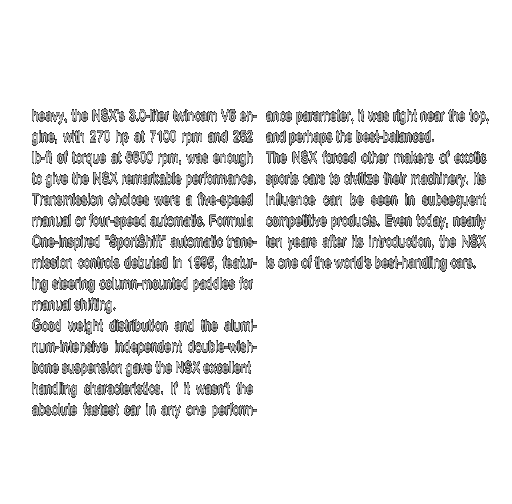 heavy, the NSX's 3.0-liter twincam V6 en-
gine, with 270 hp at 7100 rpm and 252
lb-ft of torque at 6600 rpm, was enough
to give the NSX remarkable performance.
Transmission choices were a five-speed
manual or four-speed automatic. Formula
One-inspired "SportShift" automatic trans-
mission controls debuted in 1995, featur-
ing steering column-mounted paddles for
manual shifting.
Good weight distribution and the alumi-
num-intensive independent double-wish-
bone suspension gave the NSX excellent
handling characteristics. If it wasn't the
absolute fastest car in any one perform-
ance parameter, it was right near the top,
and perhaps the best-balanced.
The NSX forced other makers of exotic
sports cars to civilize their machinery. Its
influence can be seen in subsequent
competitive products. Even today, nearly
ten years after its introduction, the NSX
is one of the world's best-handling cars.